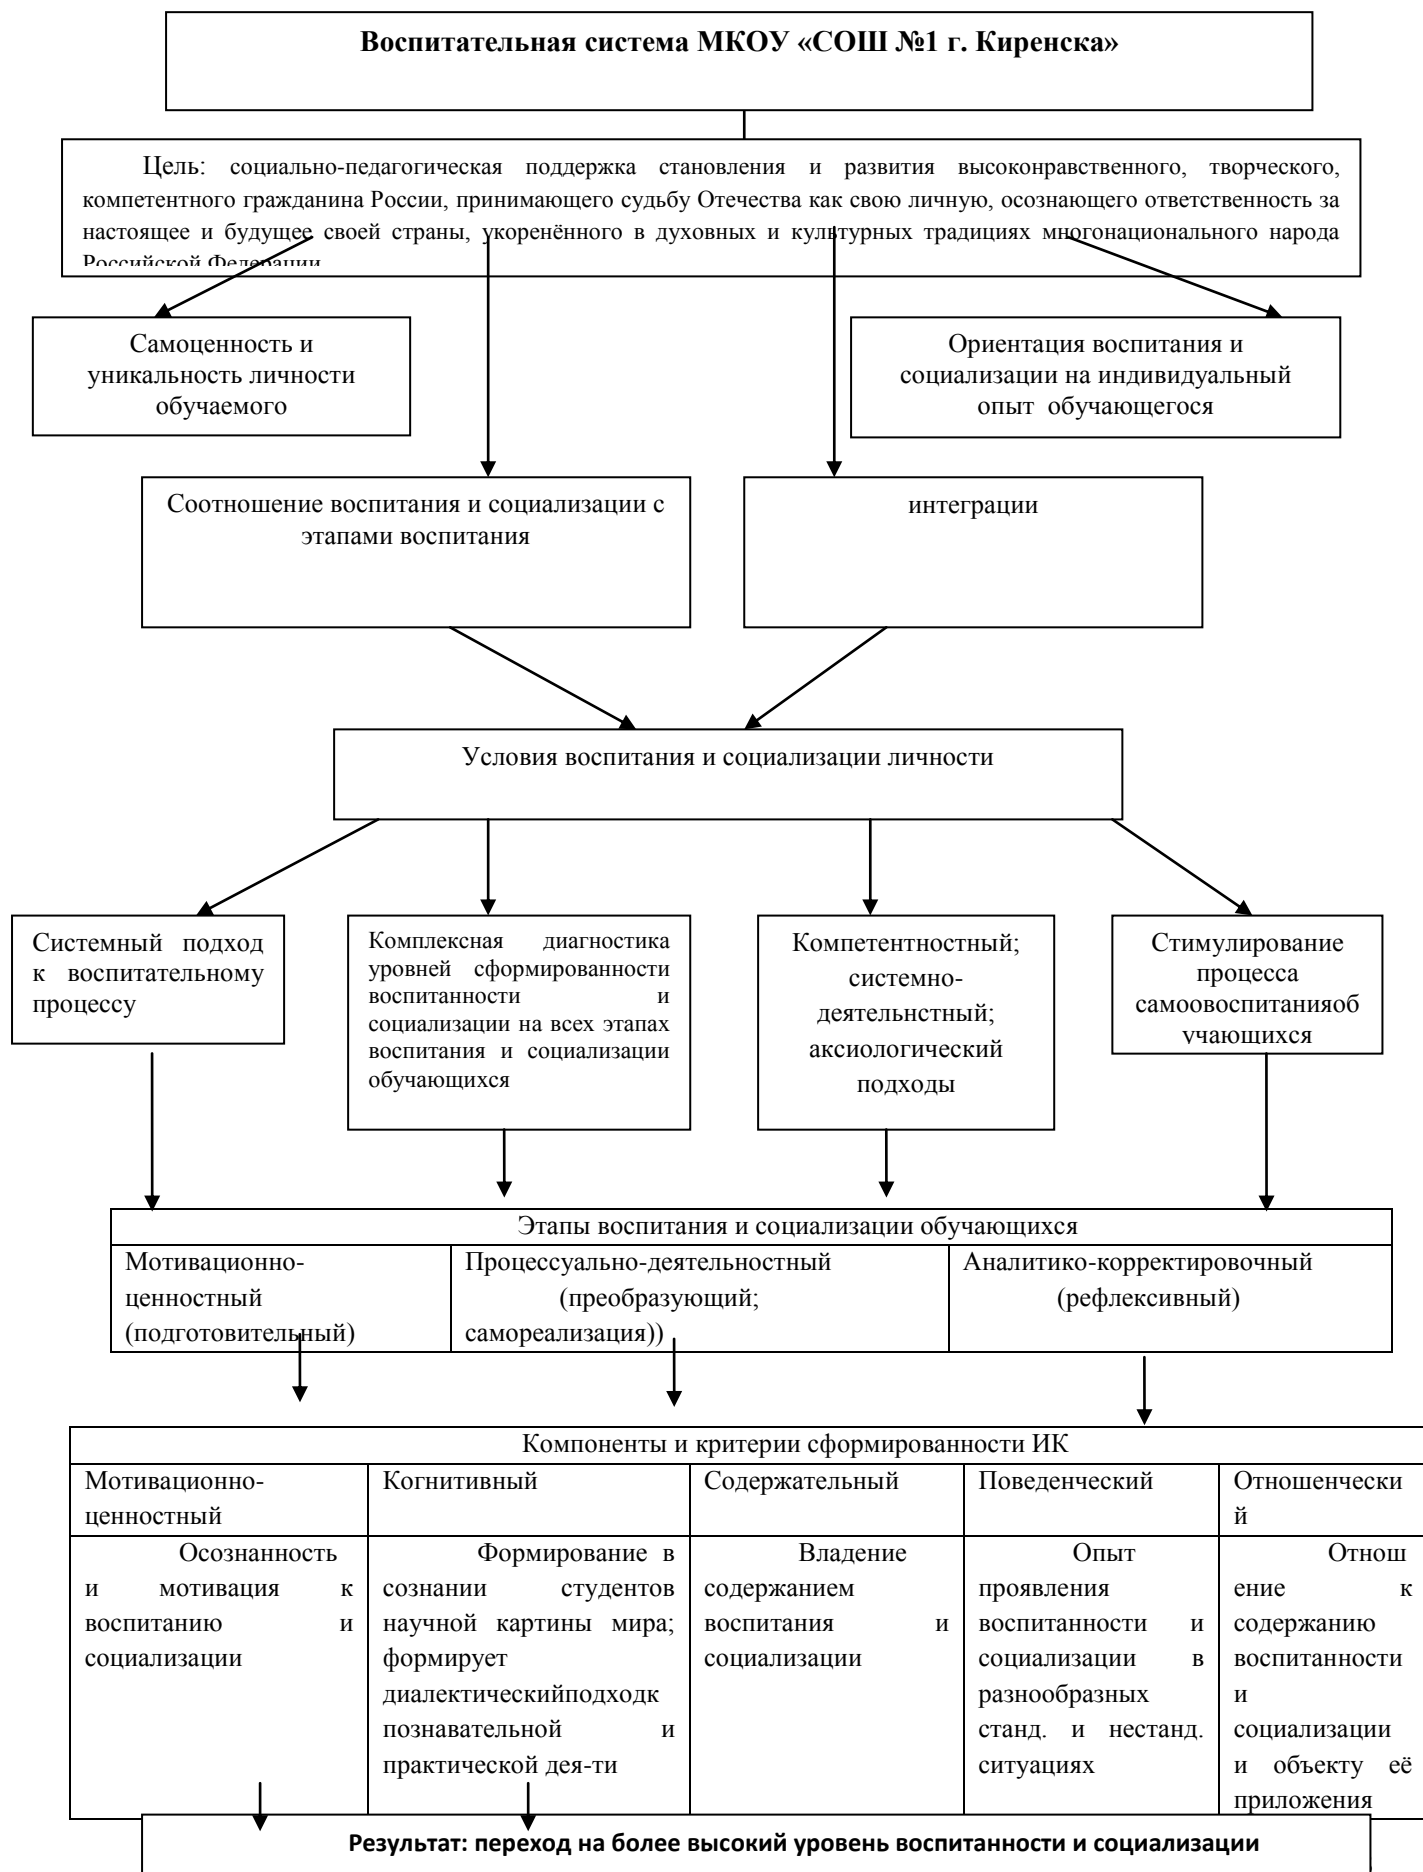 Воспитательная система МКОУ «СОШ №1 г. Киренска»
Цель: социально-педагогическая поддержка становления и развития высоконравственного, творческого,
компетентного гражданина России, принимающего судьбу Отечества как свою личную, осознающего ответственность за
настоящее и будущее своей страны, укоренённого в духовных и культурных традициях многонационального народа
Российской Федерации
Самоценность и
уникальность личности
обучаемого
Ориентация воспитания и
социализации на индивидуальный
опыт обучающегося
Соотношение воспитания и социализации с
этапами воспитания
интеграции
Условия воспитания и социализации личности
Системный подход
к воспитательному
процессу
Комплексная диагностика
уровней сформированности
воспитанности и
социализации на всех этапах
воспитания и социализации
обучающихся
Компетентностный;
системно-
деятельнстный;
аксиологический
подходы
Стимулирование
процесса
самоовоспитанияоб
учающихся
Этапы воспитания и социализации обучающихся
Мотивационно-
ценностный
(подготовительный)
Процессуально-деятельностный
(преобразующий;
самореализация))
Аналитико-корректировочный
(рефлексивный)
Компоненты и критерии сформированности ИК
Мотивационно-
ценностный
Когнитивный
Содержательный
Поведенческий
Отношенчески
й
Осознанность
и мотивация к
воспитанию и
социализации
Формирование в
сознании студентов
научной картины мира;
формирует
диалектическийподходк
познавательной и
практической дея-ти
Владение
содержанием
воспитания и
социализации
Опыт
проявления
воспитанности и
социализации в
разнообразных
станд. и нестанд.
ситуациях
Отнош
ение к
содержанию
воспитанности
и
социализации
и объекту её
приложения
Результат: переход на более высокий уровень воспитанности и социализации